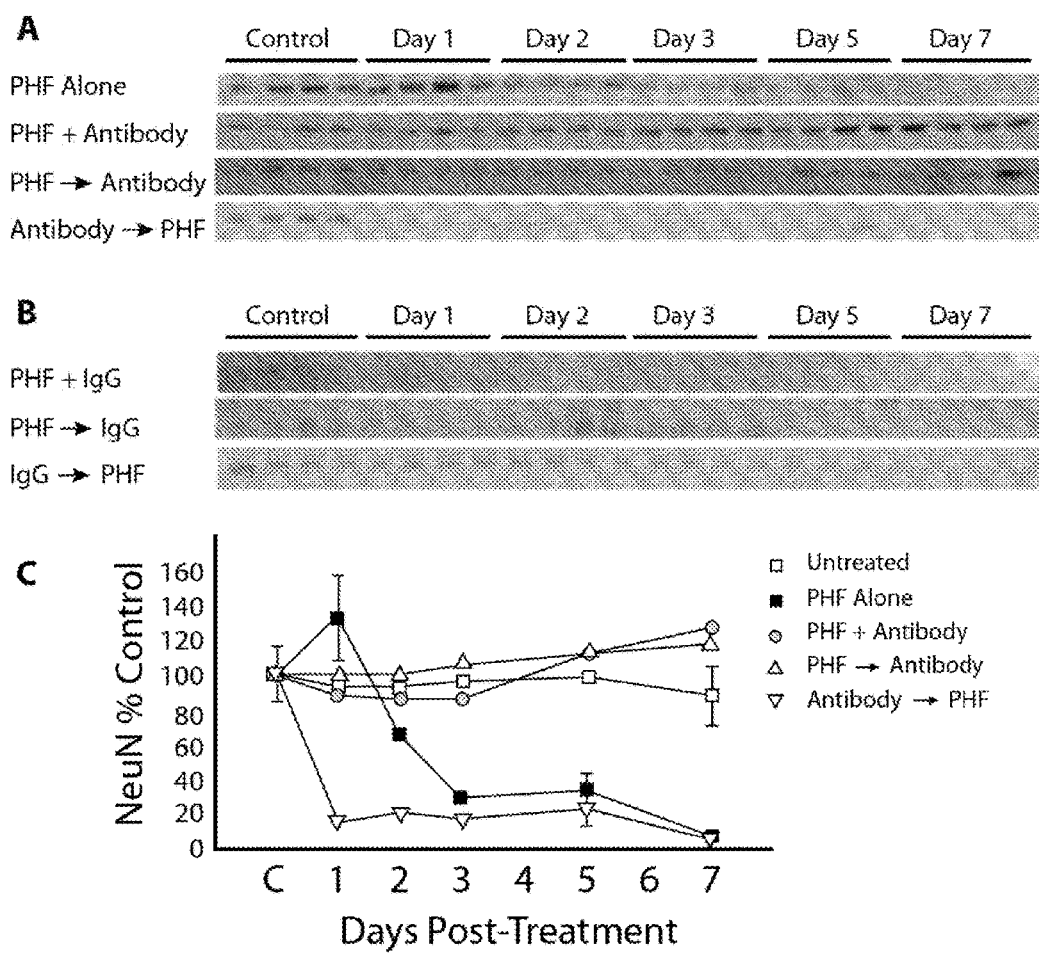 A
Control Day 1 Day 2 Day 3 Day 5 Day 7
PHF Alone
PHF + Antibody
PHF → Antibody
Antibody → PHF
B
Control Day 1 Day 2 Day 3 Day 5 Day 7
PHF + IgG
PHF → IgG
IgG → PHF
C
NeuN % Control
160
140
120
100
80
60
40
20
0
C 1 2 3 4 5 6 7
Days Post-Treatment
Untreated
PHF Alone
PHF + Antibody
PHF → Antibody
Antibody → PHF